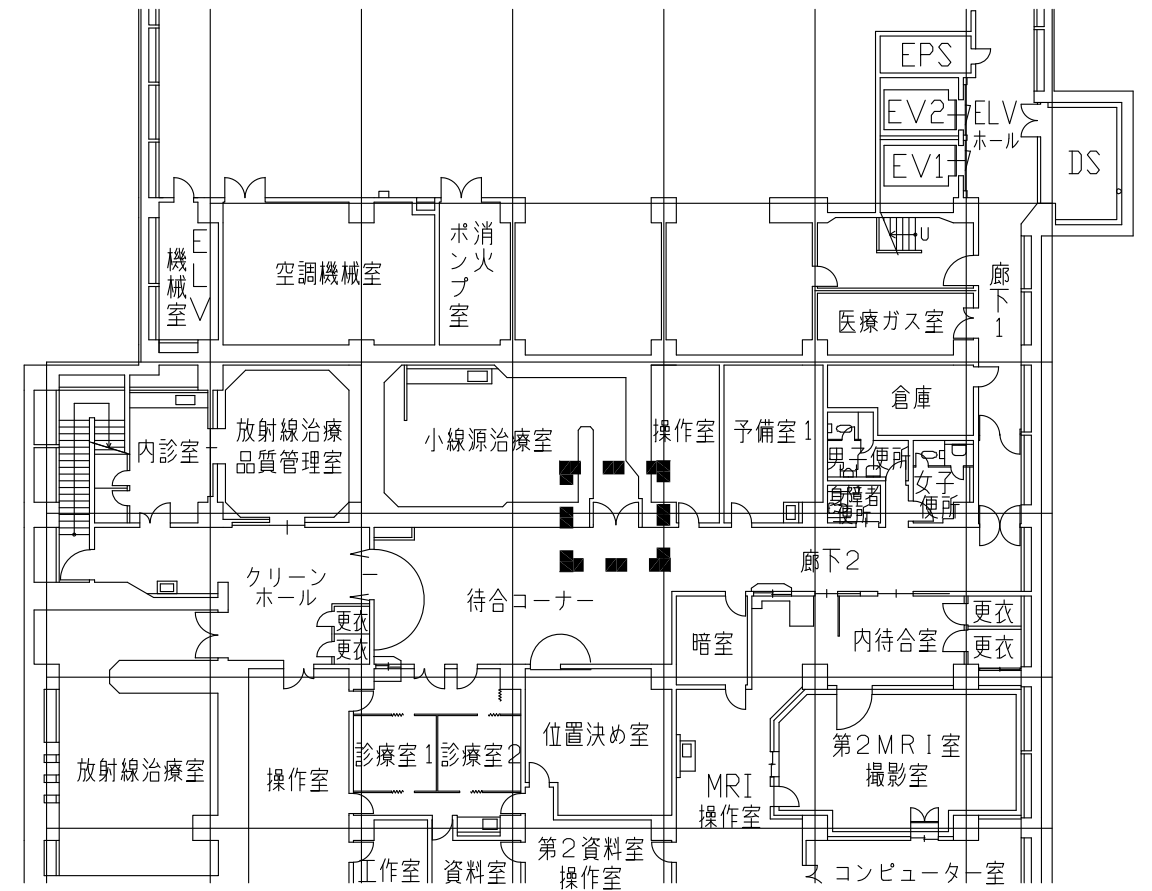 EPS
EV2
ELV
ホール
EV1
DS
ELV
機械室
空調機械室
消火
ポンプ室
U
廊下1
医療ガス室
倉庫
内診室
放射線治療
品質管理室
小線源治療室
操作室
予備室1
男子便所
女子
便所
身障者
便所
廊下2
クリーン
ホール
待合コーナー
更衣
更衣
暗室
内待合室
更衣
更衣
放射線治療室
操作室
診療室1
診療室2
位置決め室
MRI
操作室
第2MRI室
撮影室
工作室
資料室
第2資料室
操作室
コンピューター室